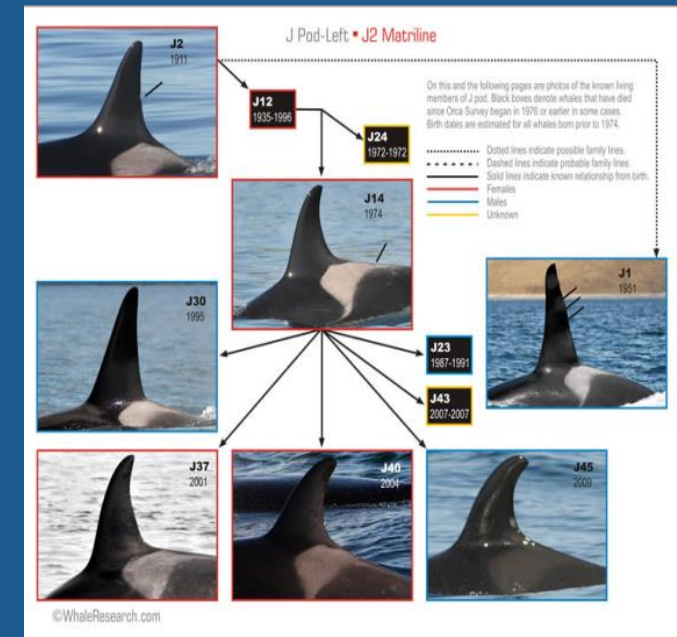 J Pod-Left ▪ J2 Matriline
J2
1911
J12
1935-1996
J24
1972-1972
On this and the following pages are photos of the known living
members of J pod. Black boxes denote whales that have died
since Orca Survey began in 1976 or earlier in some cases.
Birth dates are estimated for all whales born prior to 1974.
Dotted lines indicate possible family lines.
Dashed lines indicate probable family lines.
Solid lines indicate known relationship from birth.
Females
Males
Unknown
J14
1974
J1
1951
J30
1995
J23
1987-1991
J43
2007-2007
J37
2001
J40
2004
J45
2009
©WhaleResearch.com